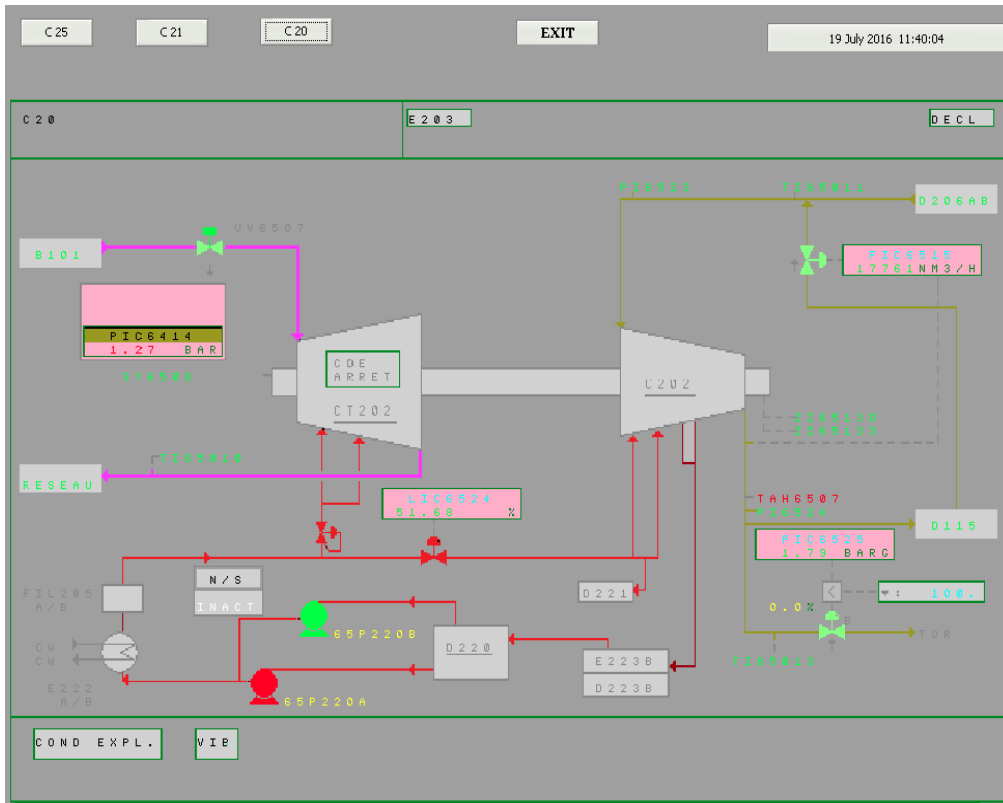 C25
C21
C20
EXIT
19 July 2016 11:40:04
C20
E203
DECL
D206AB
UV6507
B101
FIC6515
17761 NM3/H
PIC6414
1.27 BAR
CDE
ARRET
CT202
C202
RESEAU
LIC6524
51.68 %
TAH6507
D115
PIC6525
1.79 BARG
N/S
INACT
FIL205
A/B
D221
<
▼: 100.
0.0%
B
65P220B
TOR
CW
CW
D220
E223B
D223B
E222
A/B
65P220A
COND EXPL.
VIB